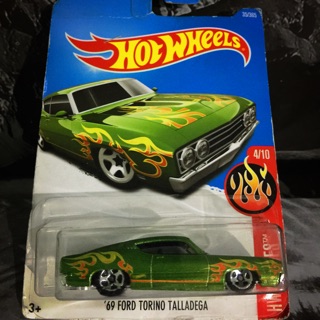 HOT WHEELS
4/10
'69 FORD TORINO TALLADEGA
3+